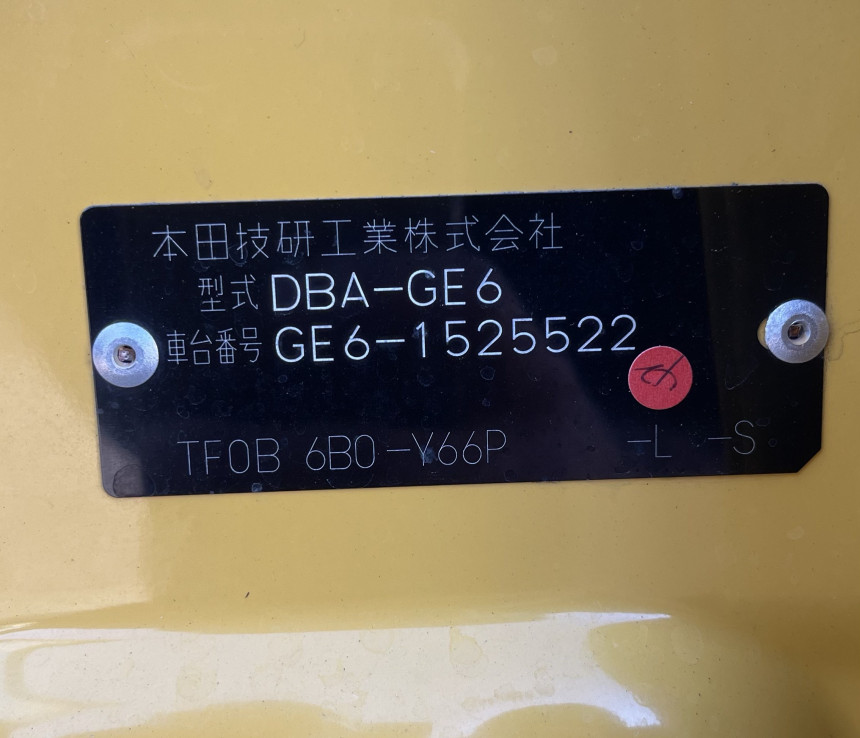 本田技研工業株式会社
型式 DBA-GE6
車台番号 GE6-1525522
TF0B 6B0-Y66P -L -S